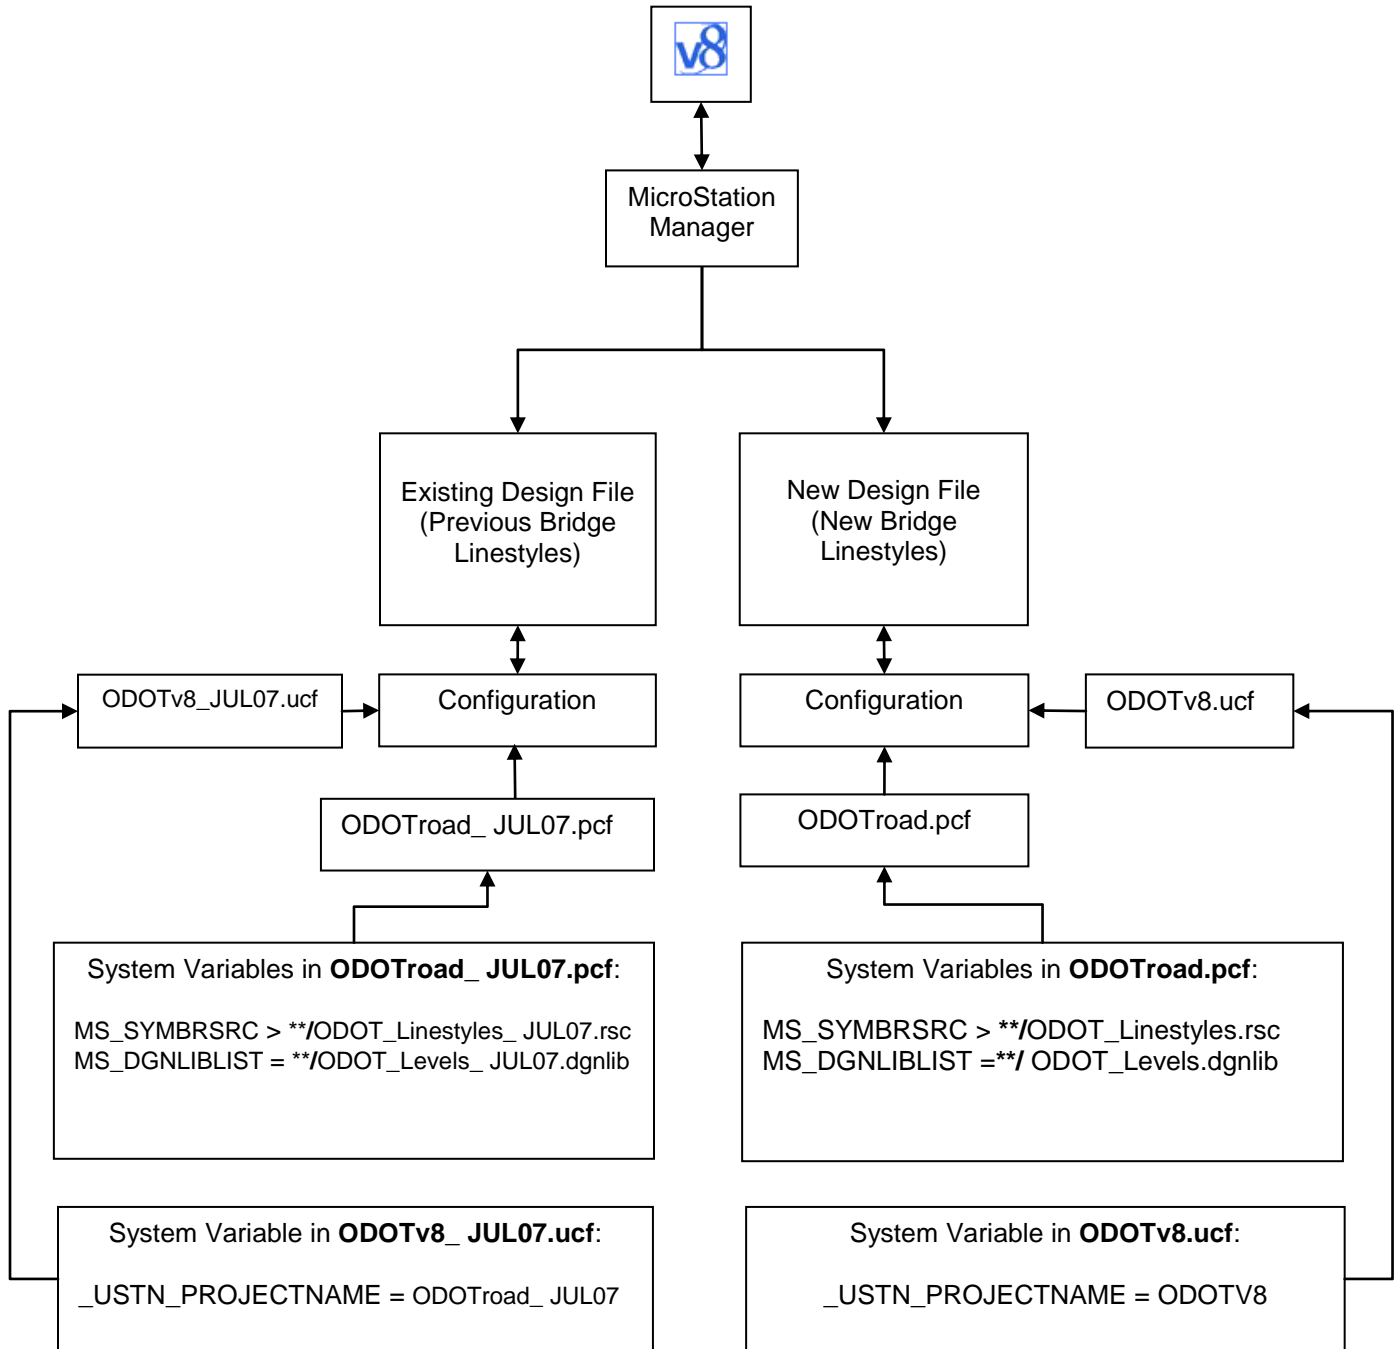 v8
MicroStation
Manager
Existing Design File
(Previous Bridge
Linestyles)
New Design File
(New Bridge
Linestyles)
ODOTv8_JUL07.ucf
Configuration
Configuration
ODOTv8.ucf
ODOTroad_ JUL07.pcf
ODOTroad.pcf
System Variables in ODOTroad_ JUL07.pcf:
MS_SYMBRSRC > **/ODOT_Linestyles_ JUL07.rsc
MS_DGNLIBLIST = **/ODOT_Levels_ JUL07.dgnlib
System Variables in ODOTroad.pcf:
MS_SYMBRSRC > **/ODOT_Linestyles.rsc
MS_DGNLIBLIST =**/ ODOT_Levels.dgnlib
System Variable in ODOTv8_ JUL07.ucf:
_USTN_PROJECTNAME = ODOTroad_ JUL07
System Variable in ODOTv8.ucf:
_USTN_PROJECTNAME = ODOTV8